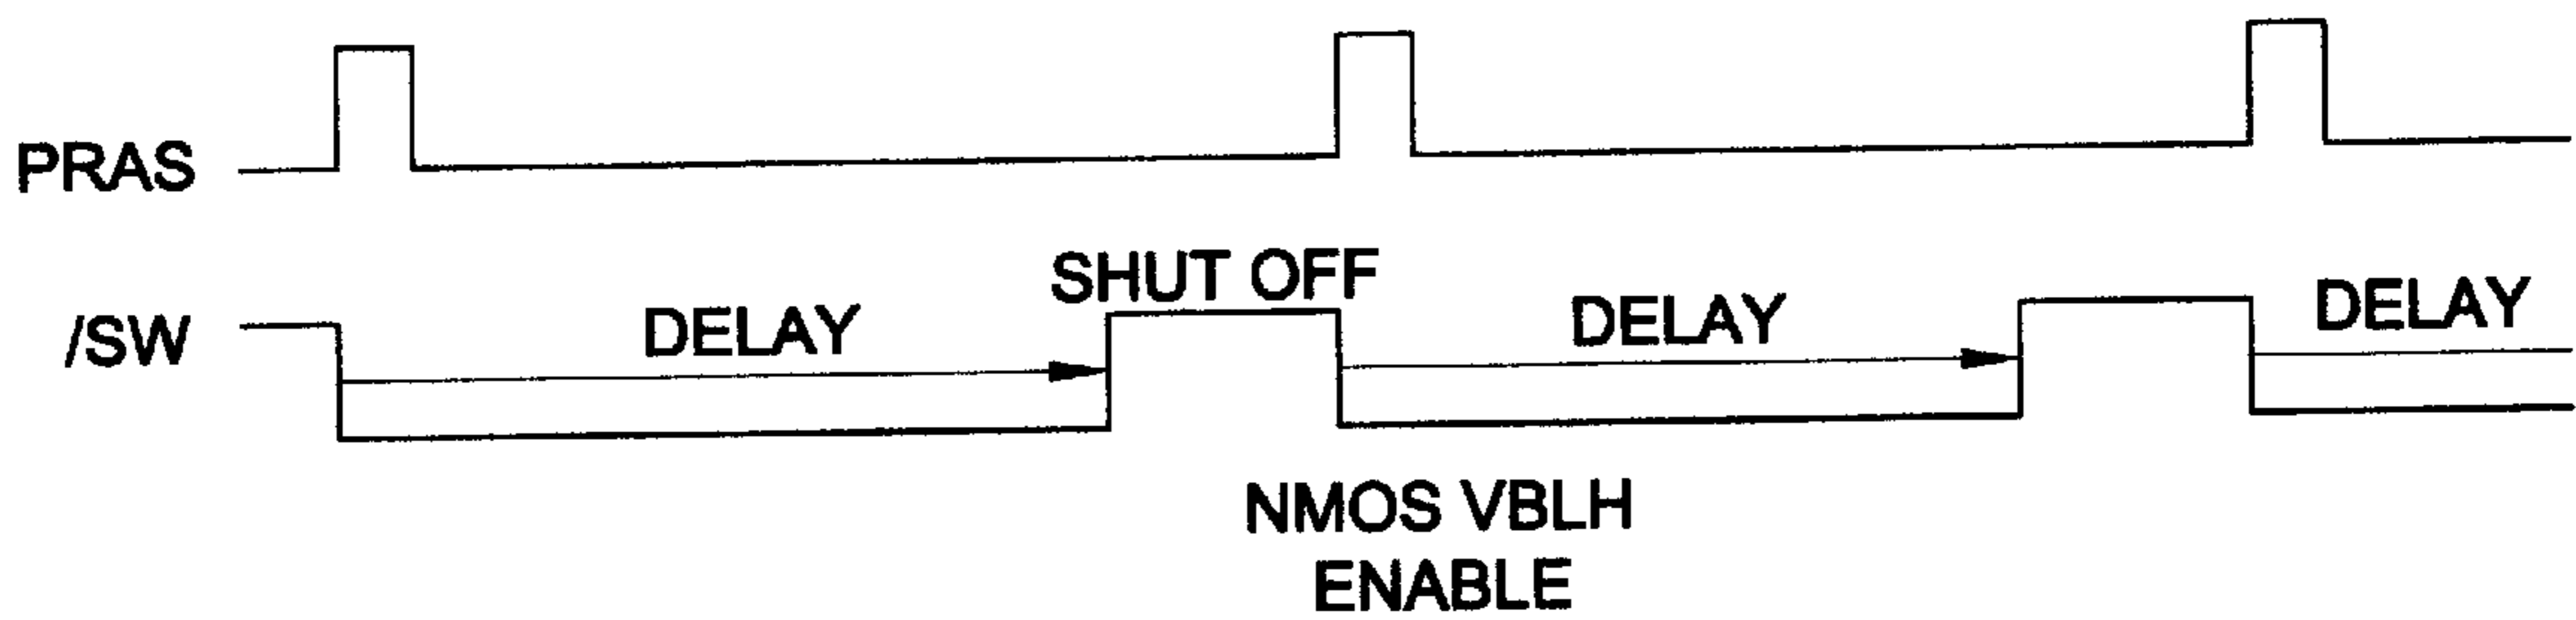 PRAS
SHUT OFF
/SW
DELAY
DELAY
DELAY
NMOS VBLH
ENABLE